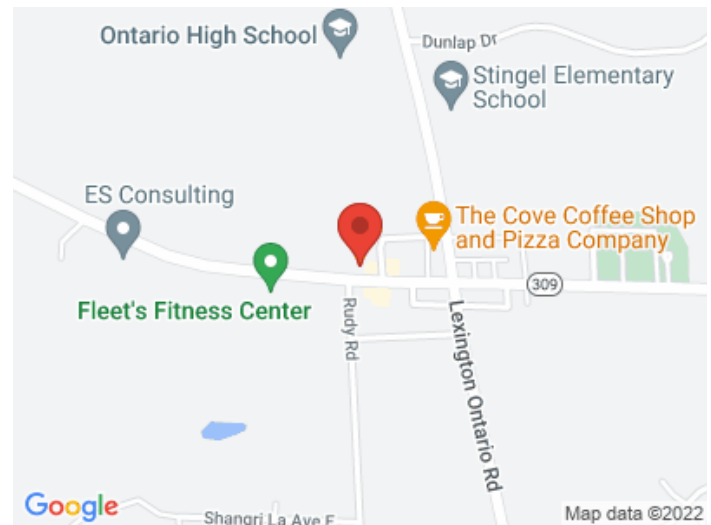 Ontario High School
Dunlap Dr
Stingel Elementary
School
ES Consulting
The Cove Coffee Shop
and Pizza Company
309
Fleet's Fitness Center
Rudy Rd
Lexington Ontario Rd
Shangri La Ave E
Google
Map data ©2022